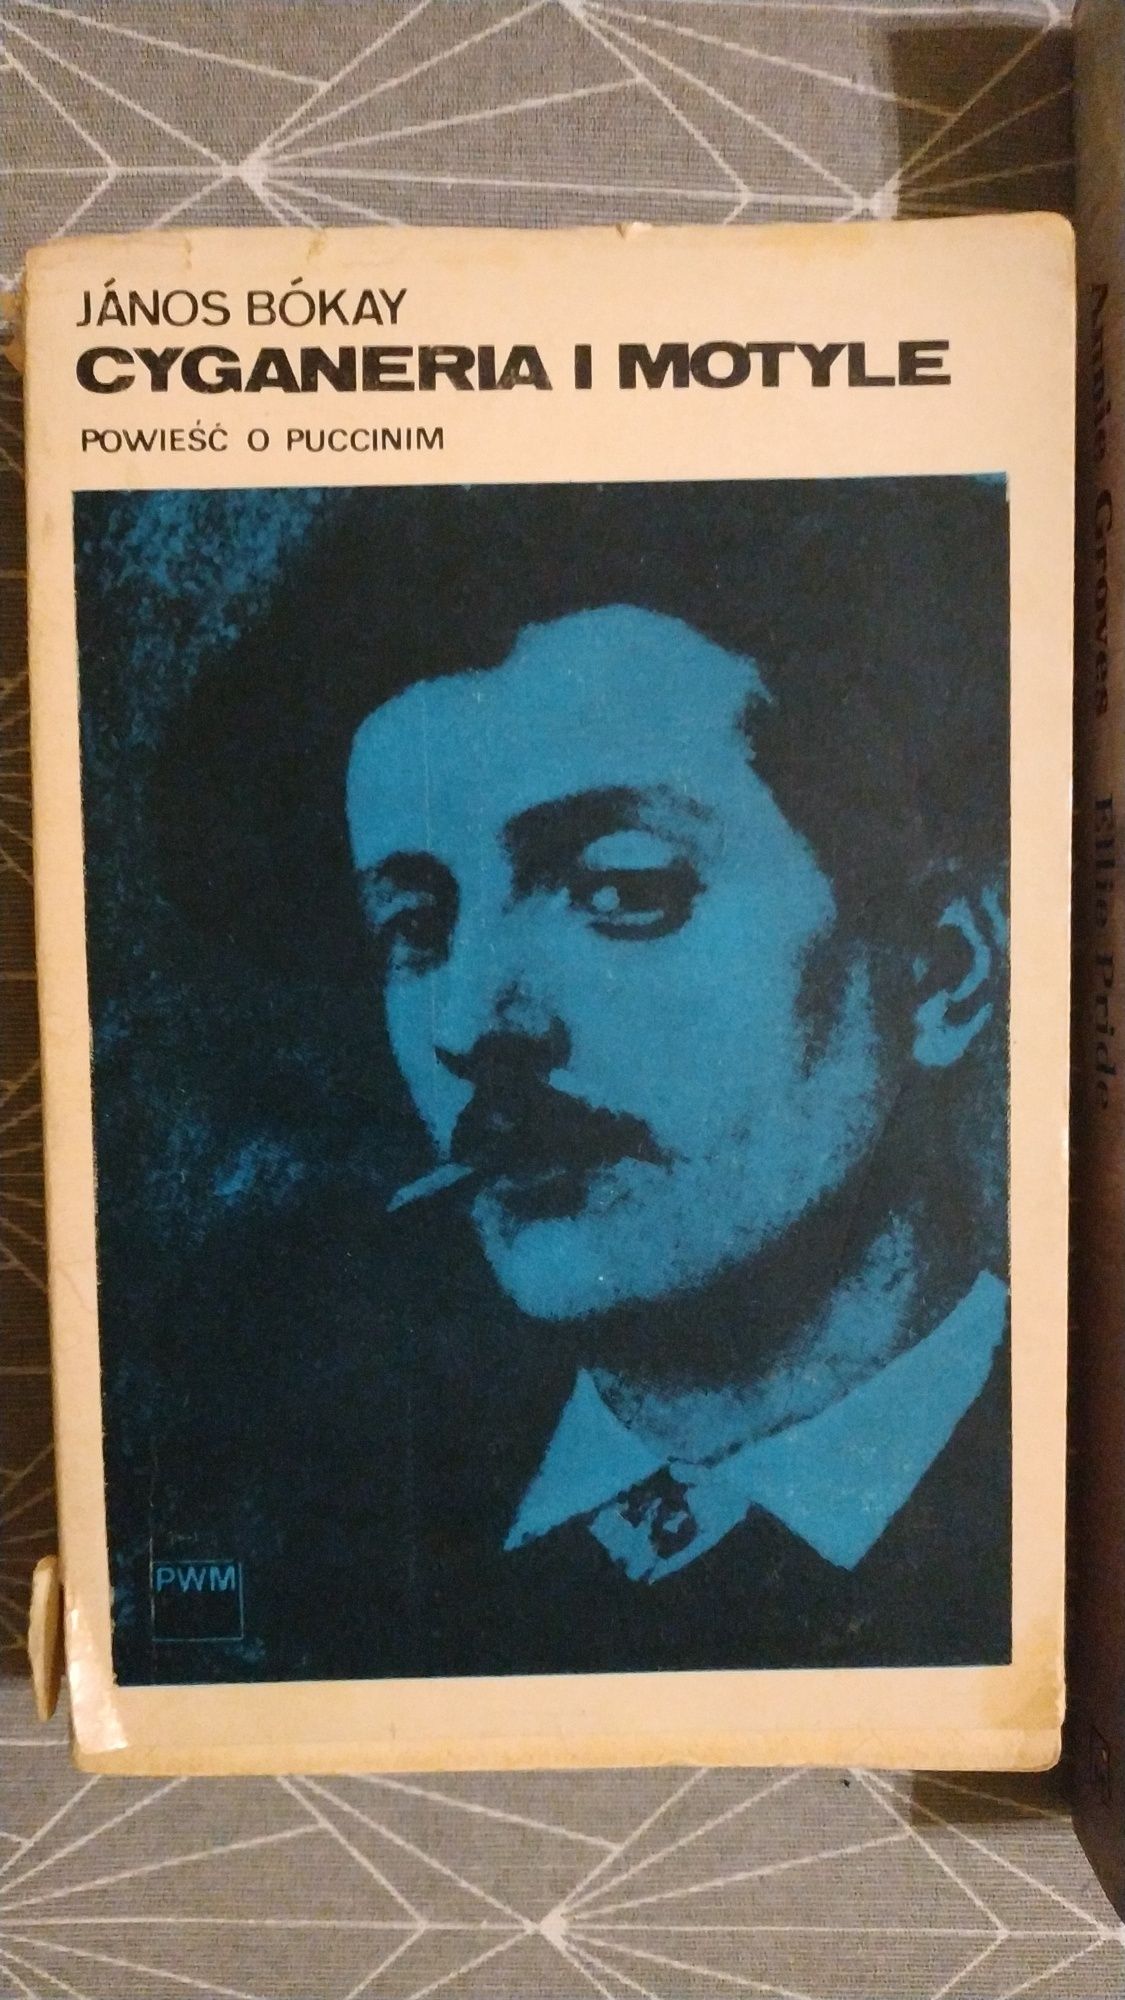 JÁNOS BÓKAY
CYGANERIA I MOTYLE
POWIEŚĆ O PUCCINIM
PWM
Annie Groves Ellie Pride